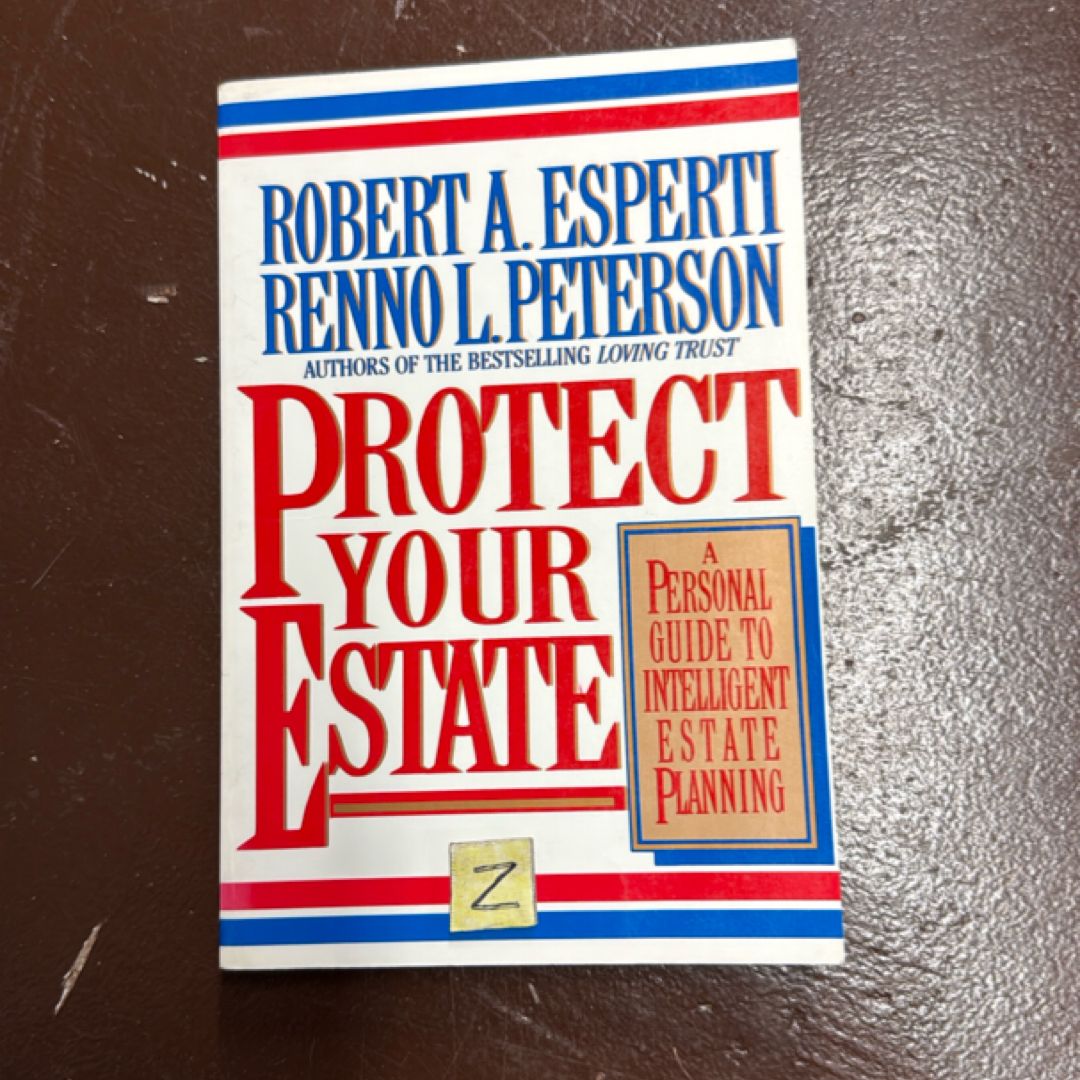 ROBERT A. ESPERTI
RENNO L. PETERSON
AUTHORS OF THE BESTSELLING LOVING TRUST
PROTECT
YOUR
ESTATE
A
PERSONAL
GUIDE TO
INTELLIGENT
ESTATE
PLANNING
Z